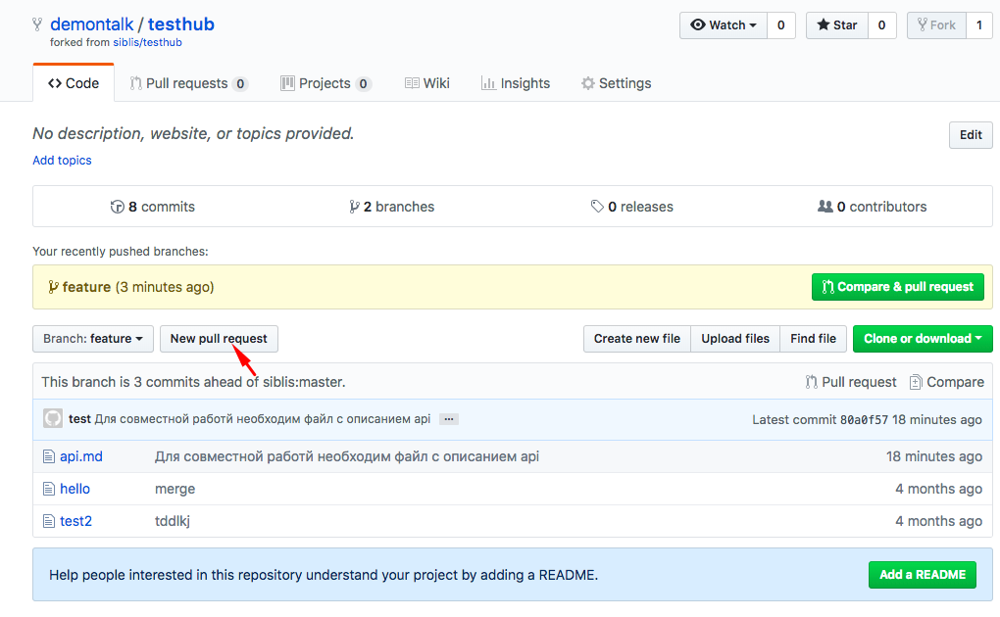 demontalk / testhub
Watch 0 Star 0 Fork 1
forked from siblis/testhub
Code Pull requests 0 Projects 0 Wiki Insights Settings
No description, website, or topics provided.
Edit
Add topics
8 commits 2 branches 0 releases 0 contributors
Your recently pushed branches:
feature (3 minutes ago) Compare & pull request
Branch: feature New pull request Create new file Upload files Find file Clone or download
This branch is 3 commits ahead of siblis:master. Pull request Compare
test Для совместной работй необходим файл с описанием api ... Latest commit 80a0f57 18 minutes ago
api.md Для совместной работй необходим файл с описанием api 18 minutes ago
hello merge 4 months ago
test2 tddlkj 4 months ago
Help people interested in this repository understand your project by adding a README. Add a README